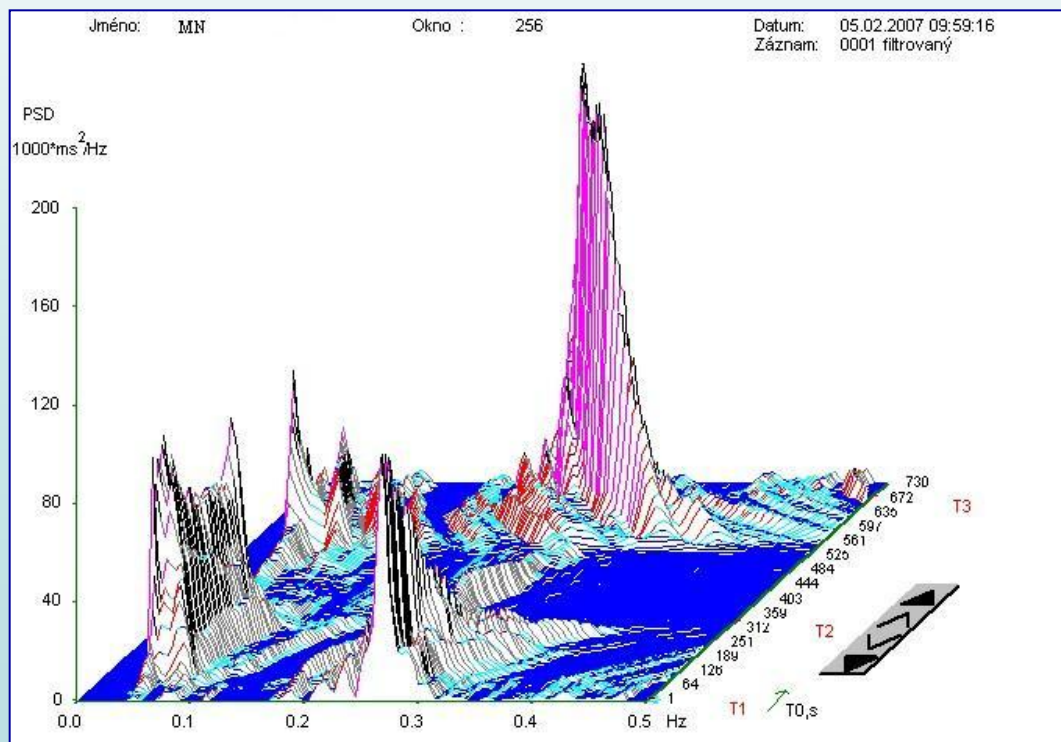 Jméno: MN Okno : 256 Datum: 05.02.2007 09:59:16
Záznam: 0001 filtrovaný
PSD
1000*ms²/Hz
200
160
120
80
40
0
0.0 0.1 0.2 0.3 0.4 0.5 Hz
730
672
635
597
561
525
484
444
403
359
312
251
189
126
64
1
T3
T2
T1
T0,s